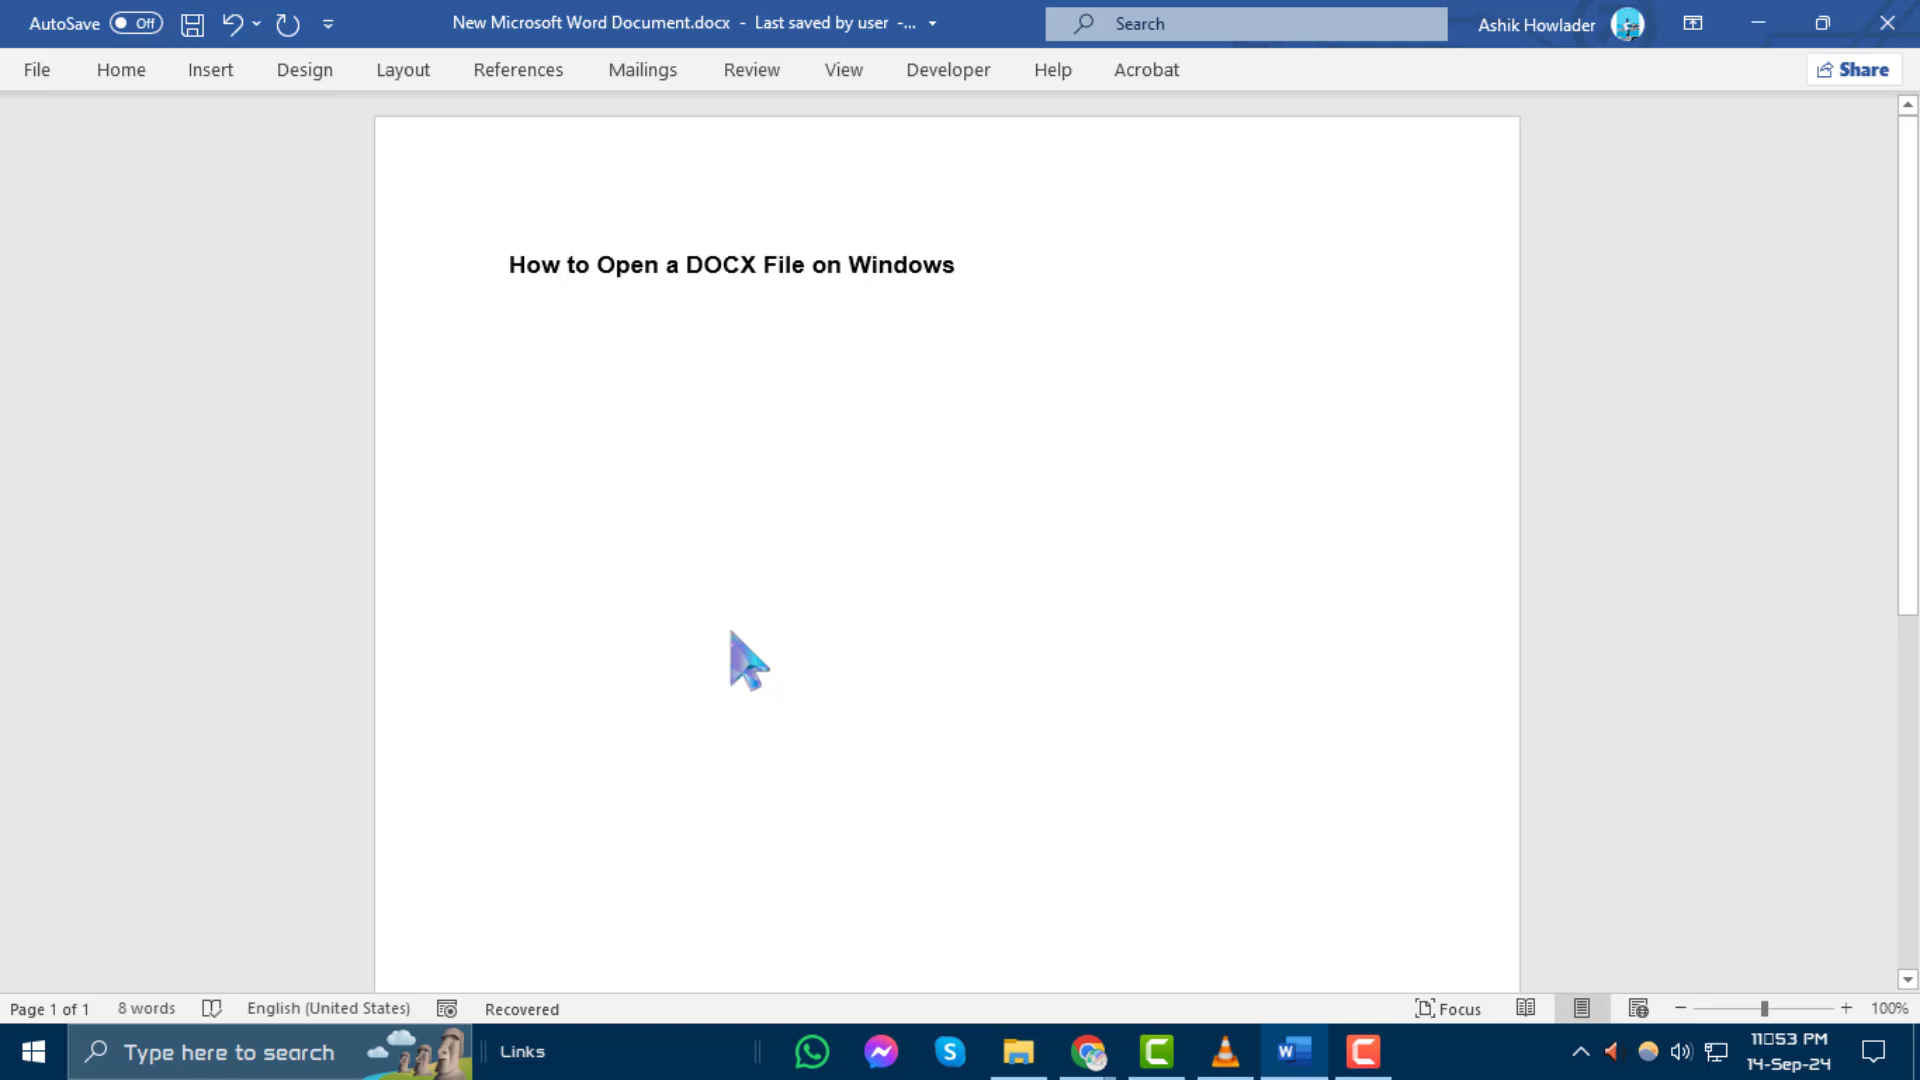 AutoSave Off New Microsoft Word Document.docx - Last saved by user -... Search Ashik Howlader
File Home Insert Design Layout References Mailings Review View Developer Help Acrobat Share
How to Open a DOCX File on Windows
Page 1 of 1 8 words English (United States) Recovered Focus 100%
Type here to search Links 11□53 PM
14-Sep-24